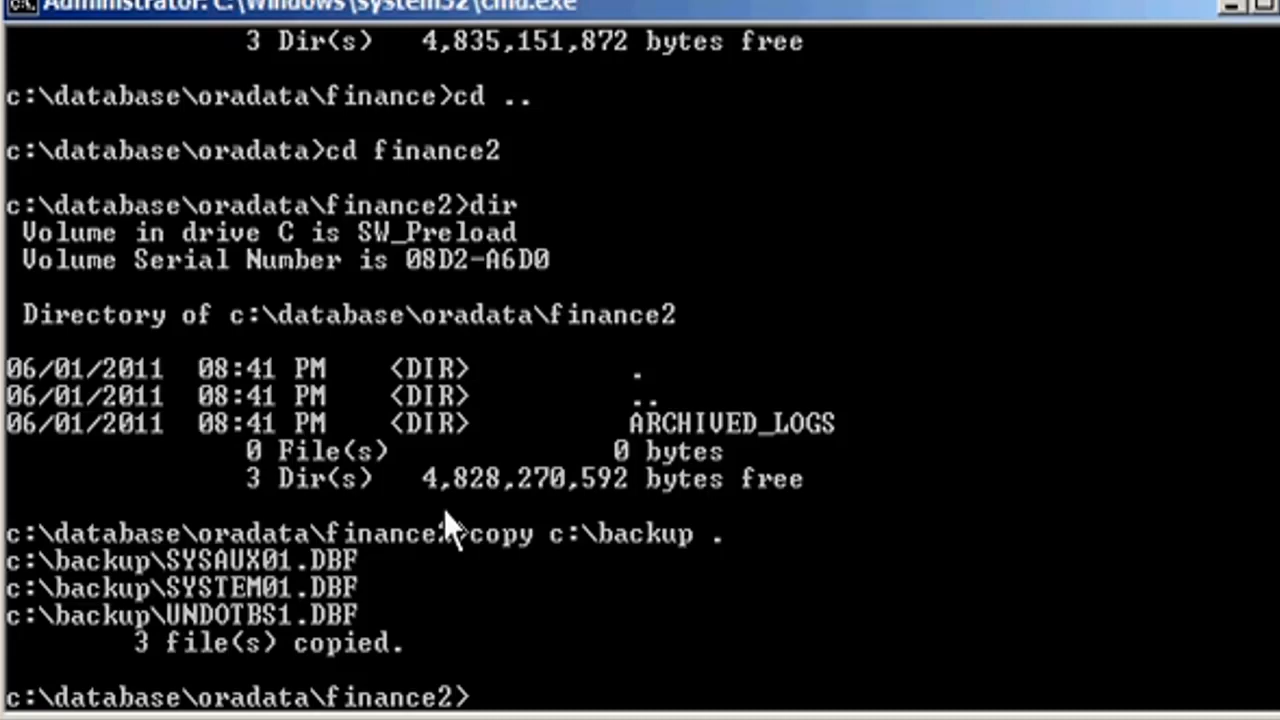 Administrator: C:\Windows\system32\cmd.exe
3 Dir(s) 4,835,151,872 bytes free
c:\database\oradata\finance>cd ..
c:\database\oradata>cd finance2
c:\database\oradata\finance2>dir
Volume in drive C is SW_Preload
Volume Serial Number is 08D2-A6D0
Directory of c:\database\oradata\finance2
06/01/2011 08:41 PM <DIR> .
06/01/2011 08:41 PM <DIR> ..
06/01/2011 08:41 PM <DIR> ARCHIVED_LOGS
0 File(s) 0 bytes
3 Dir(s) 4,828,270,592 bytes free
c:\database\oradata\finance2>copy c:\backup .
c:\backup\SYSAUX01.DBF
c:\backup\SYSTEM01.DBF
c:\backup\UNDOTBS1.DBF
3 file(s) copied.
c:\database\oradata\finance2>